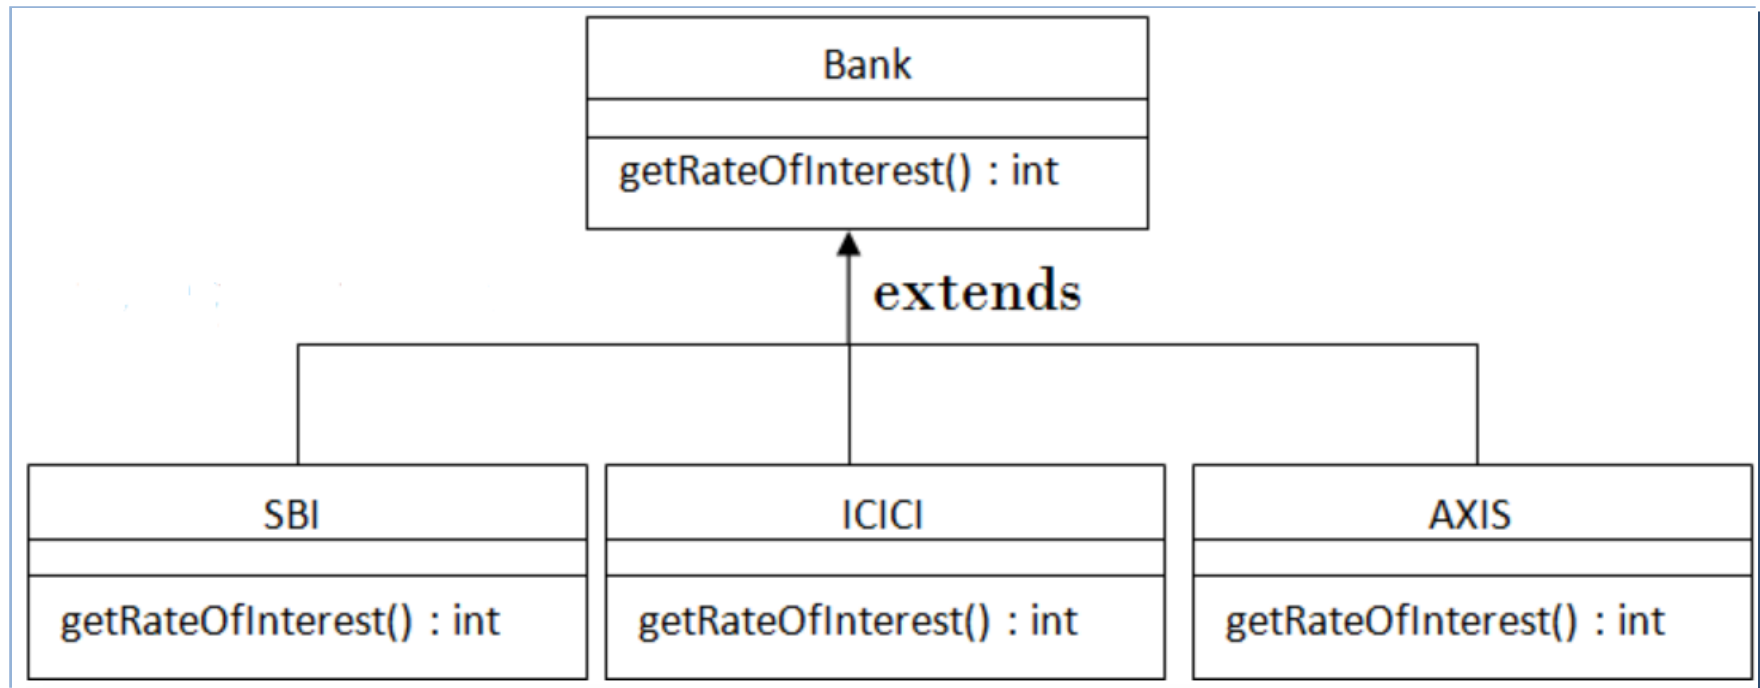 Bank
getRateOfInterest() : int
extends
SBI
getRateOfInterest() : int
ICICI
getRateOfInterest() : int
AXIS
getRateOfInterest() : int